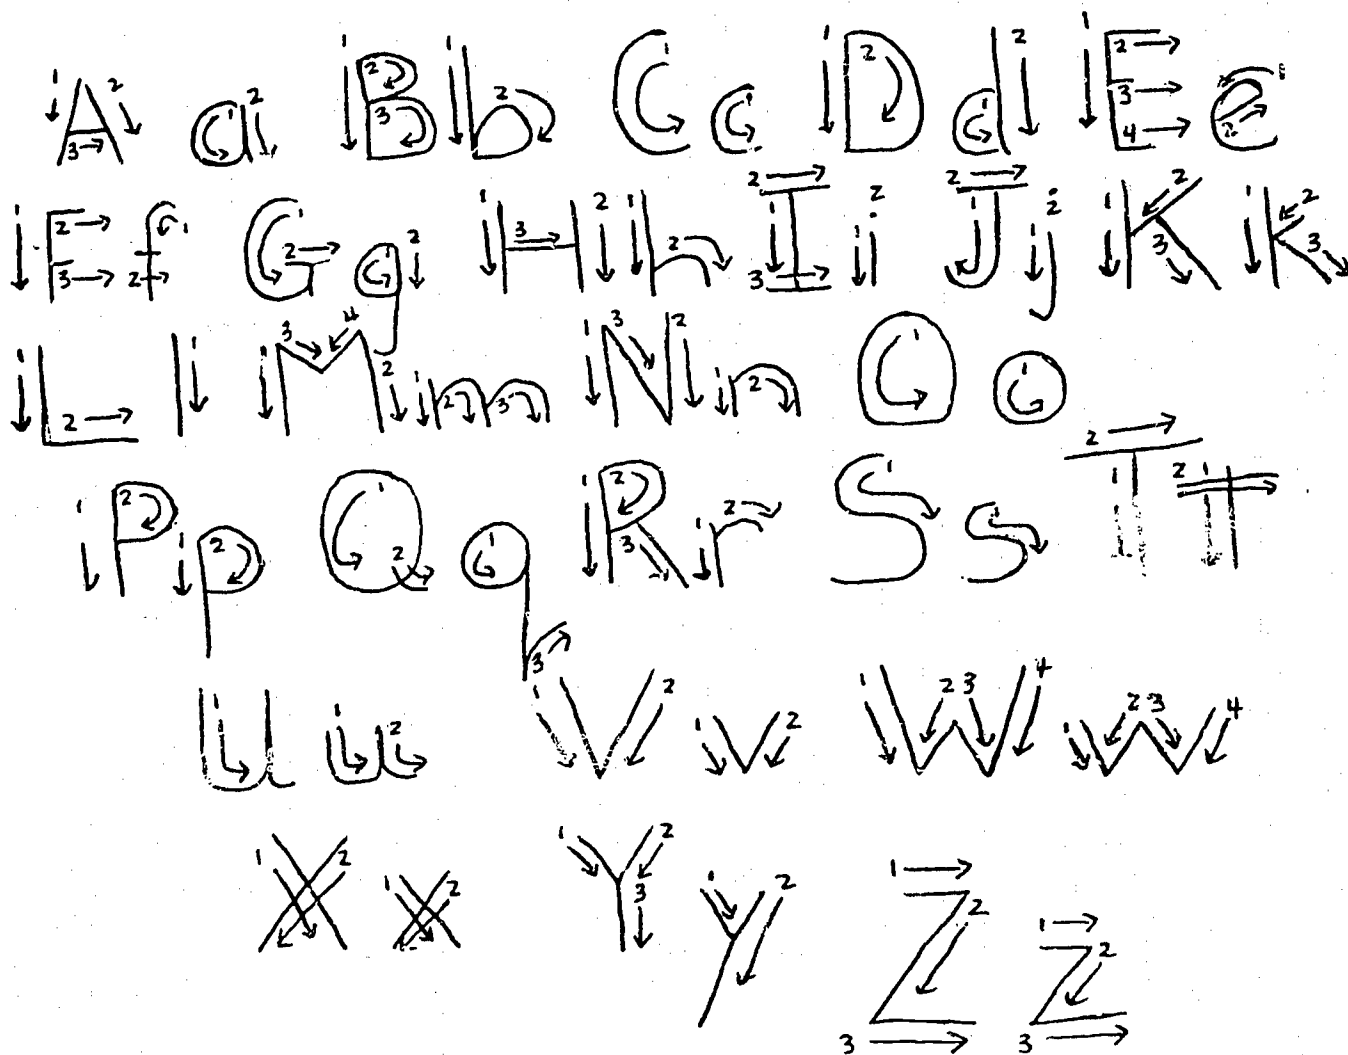 A a B b C c D d E e
F f G g H h I i J j K k
L l M m N n O o
P p Q q R r S s T t
U u V v W w
X x Y y Z z